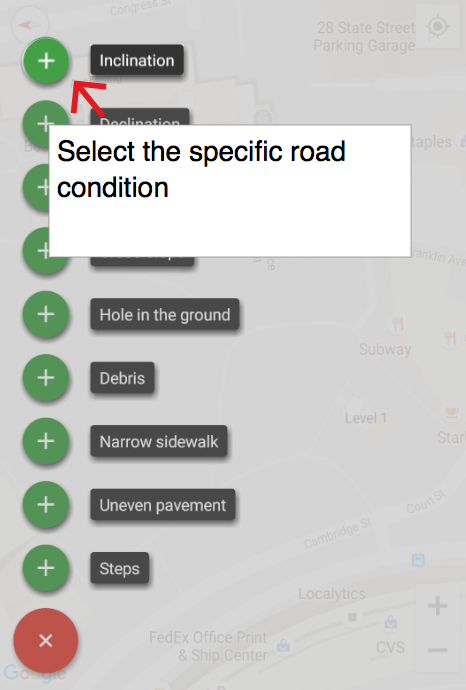 Congress St
28 State Street
Parking Garage
Inclination
Declination
Select the specific road
condition
taples
ranklin Ave
Hole in the ground
Subway
Debris
Level 1
Star
Narrow sidewalk
Uneven pavement
Court St
Cambridge St
Steps
Localytics
FedEx Office Print
& Ship Center
CVS
Google